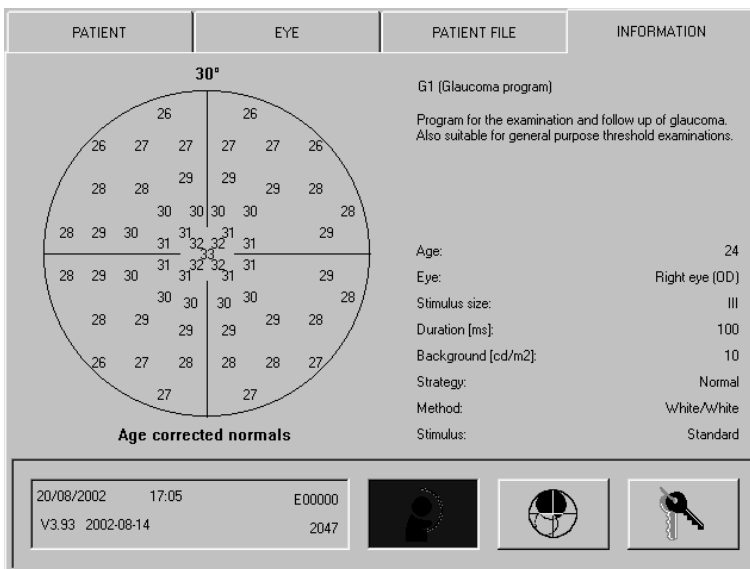 PATIENT EYE PATIENT FILE INFORMATION
30°
G1 (Glaucoma program)
Program for the examination and follow up of glaucoma.
Also suitable for general purpose threshold examinations.
26 26
26 27 27 27 27 26
29 29
28 28 29 28
30 30 30 30 28
28 29 30 31 31 29
31 32 32 31
33
31 32 32 31
28 29 30 31 31 29
30 30 30 30 28
28 29 29 28
29 29
26 27 28 28 28 27
27 27
Age corrected normals
Age: 24
Eye: Right eye (OD)
Stimulus size: III
Duration [ms]: 100
Background [cd/m2]: 10
Strategy: Normal
Method: White/White
Stimulus: Standard
20/08/2002 17:05 E00000
V3.93 2002-08-14 2047